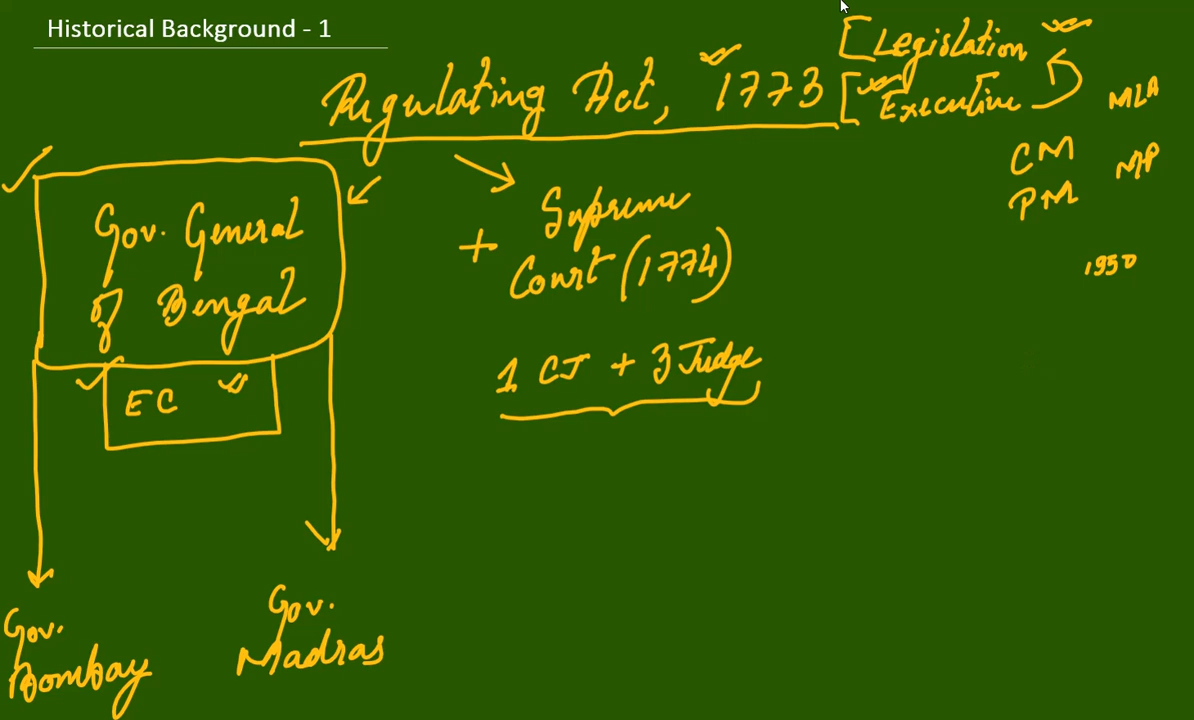 Historical Background - 1
Regulating Act, 1773
Legislation
Executive
MLA
CM
MP
PM
1950
Gov. General
of Bengal
EC
+ Supreme
Court (1774)
1 CJ + 3 Judge
Gov.
Bombay
Gov.
Madras